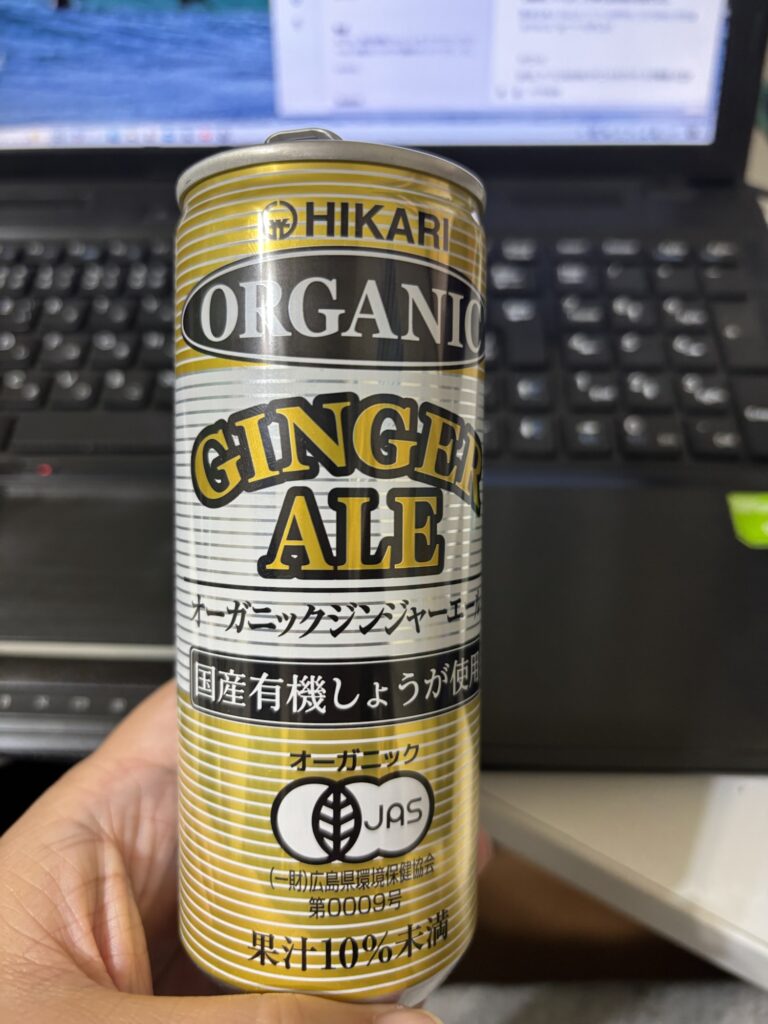 HIKARI
ORGANIC
GINGER
ALE
オーガニックジンジャーエール
国産有機しょうが使用
オーガニック
JAS
(一財)広島県環境保健協会
第0009号
果汁10%未満